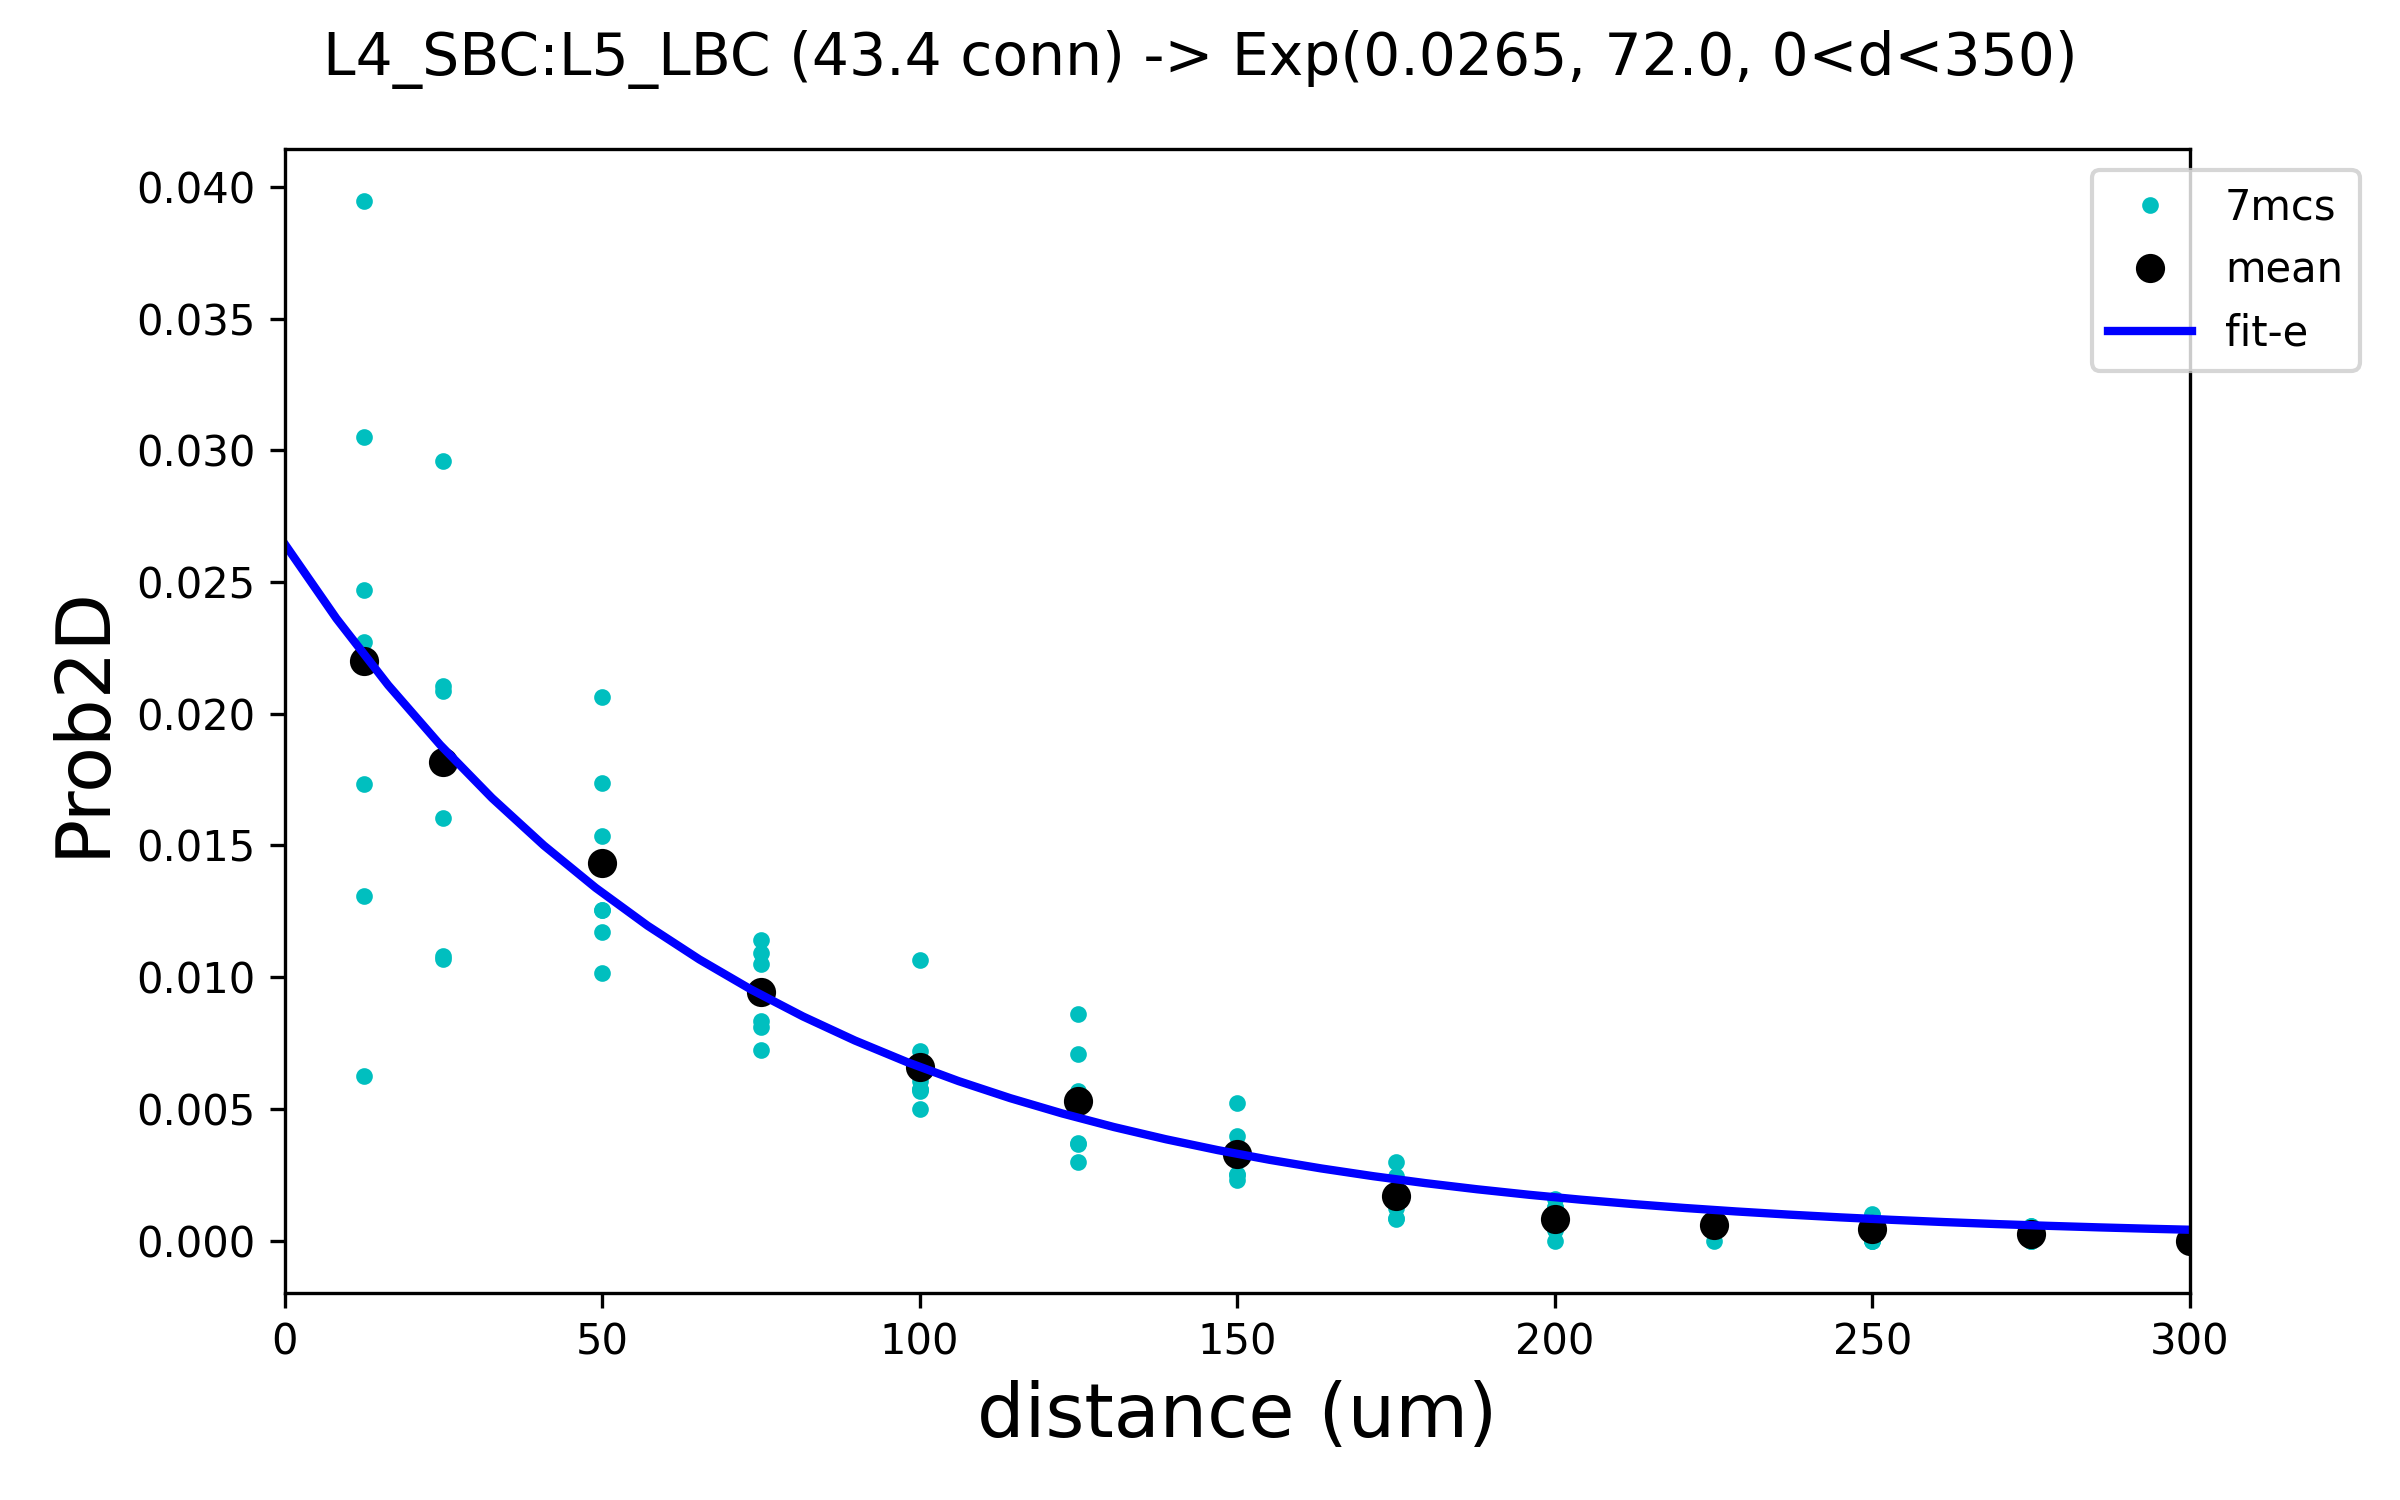 L4_SBC:L5_LBC (43.4 conn) -> Exp(0.0265, 72.0, 0<d<350)
0.040
0.035
0.030
0.025
0.020
0.015
0.010
0.005
0.000
Prob2D
7mcs
mean
fit-e
0 50 100 150 200 250 300
distance (um)